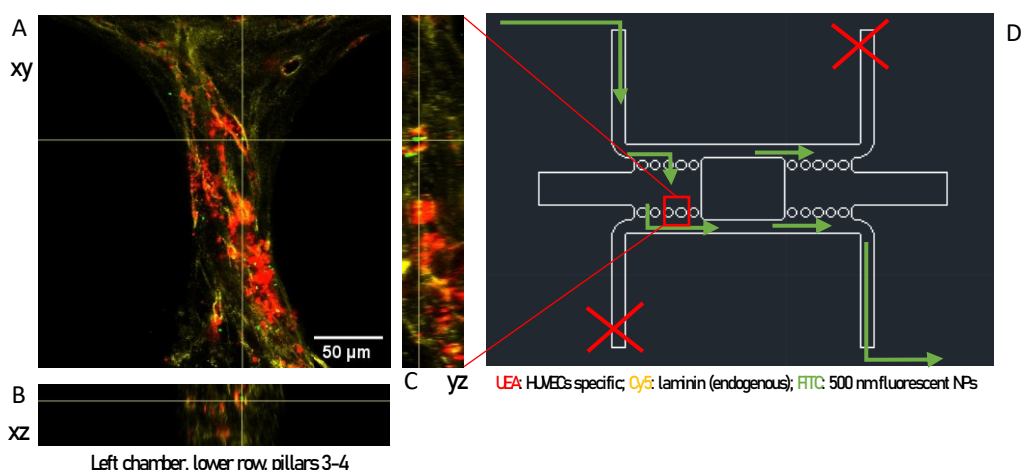 A
xy
50 µm
B
xz
Left chamber, lower row, pillars 3-4
C
yz
D
UEA: HUVECs specific; Cy5: laminin (endogenous); FITC: 500 nm fluorescent NPs